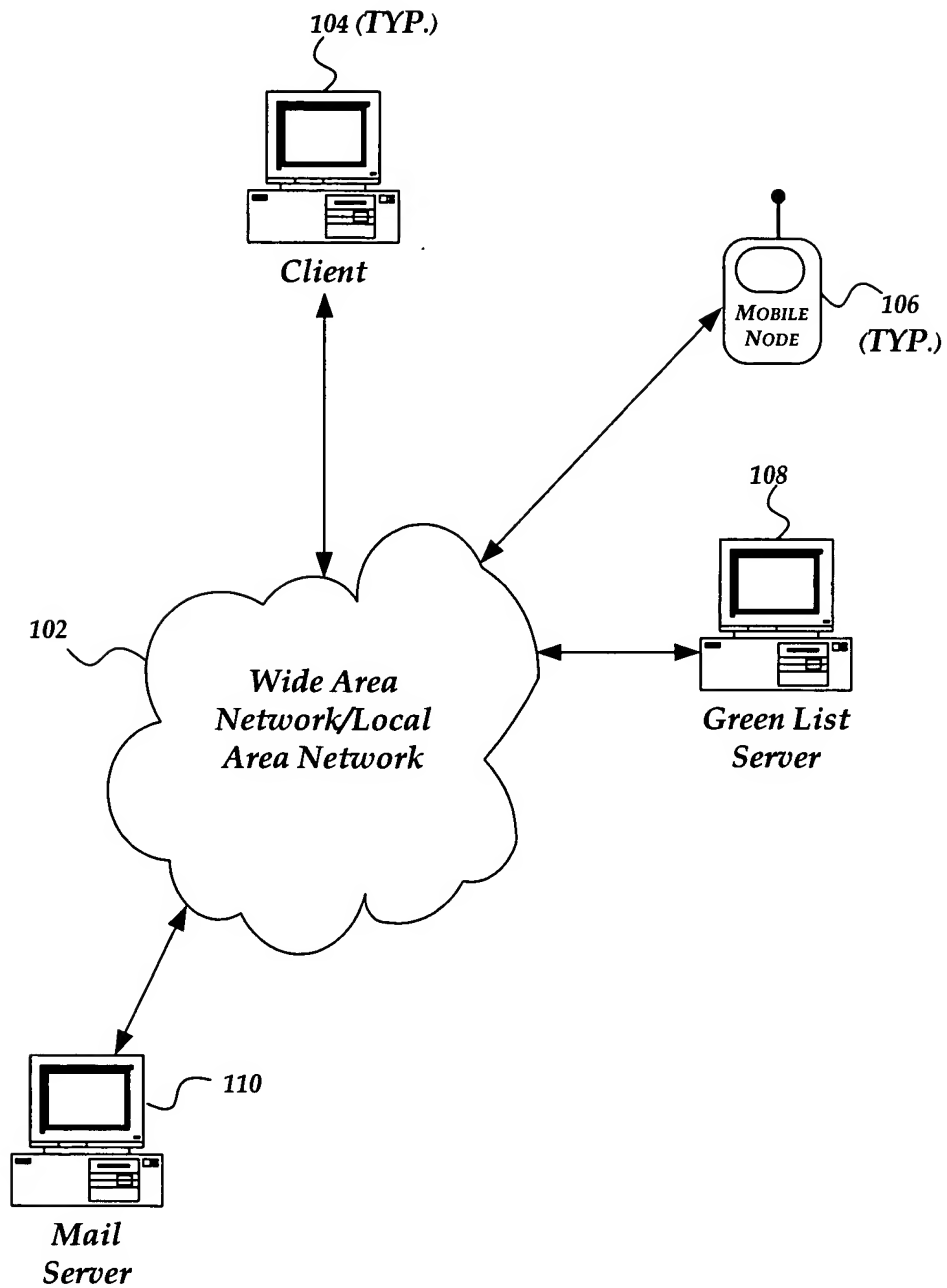 104 (TYP.)
Client
MOBILE
NODE
106
(TYP.)
108
102
Wide Area
Network/Local
Area Network
Green List
Server
110
Mail
Server